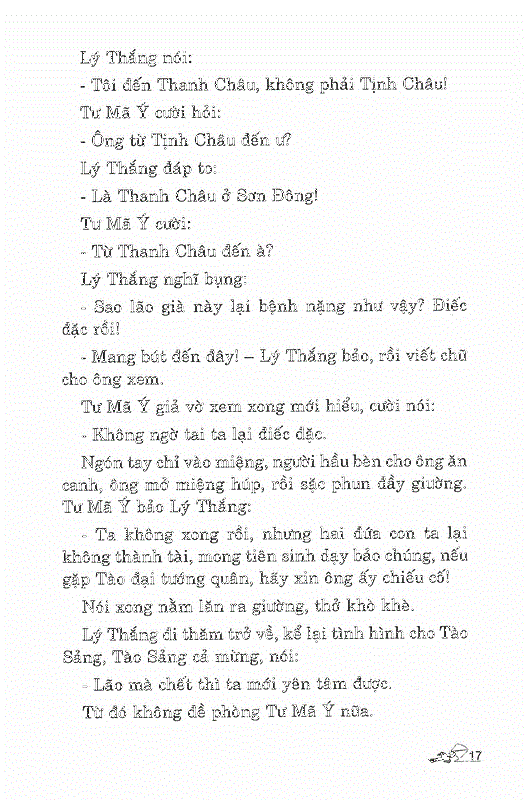 Lý Thắng nói:
- Tôi đến Thanh Châu, không phải Tịnh Châu!
Tư Mã Ý cười hỏi:
- Ông từ Tịnh Châu đến ư?
Lý Thắng đáp to:
- Là Thanh Châu ở Sơn Đông!
Tư Mã Ý cười:
- Từ Thanh Châu đến à?
Lý Thắng nghĩ bụng:
- Sao lão già này lại bệnh nặng như vậy? Điếc
đặc rồi!
- Mang bút đến đây! – Lý Thắng bảo, rồi viết chữ
cho ông xem.
Tư Mã Ý giả vờ xem xong mới hiểu, cười nói:
- Không ngờ tai ta lại điếc đặc.
Ngón tay chỉ vào miệng, người hầu bèn cho ông ăn
canh, ông mở miệng húp, rồi sặc phun đầy giường.
Tư Mã Ý bảo Lý Thắng:
- Ta không xong rồi, nhưng hai đứa con ta lại
không thành tài, mong tiên sinh dạy bảo chúng, nếu
gặp Tào đại tướng quân, hãy xin ông ấy chiếu cố!
Nói xong nằm lăn ra giường, thở khò khè.
Lý Thắng đi thăm trở về, kể lại tình hình cho Tào
Sảng, Tào Sảng cả mừng, nói:
- Lão mà chết thì ta mới yên tâm được.
Từ đó không đề phòng Tư Mã Ý nữa.
17